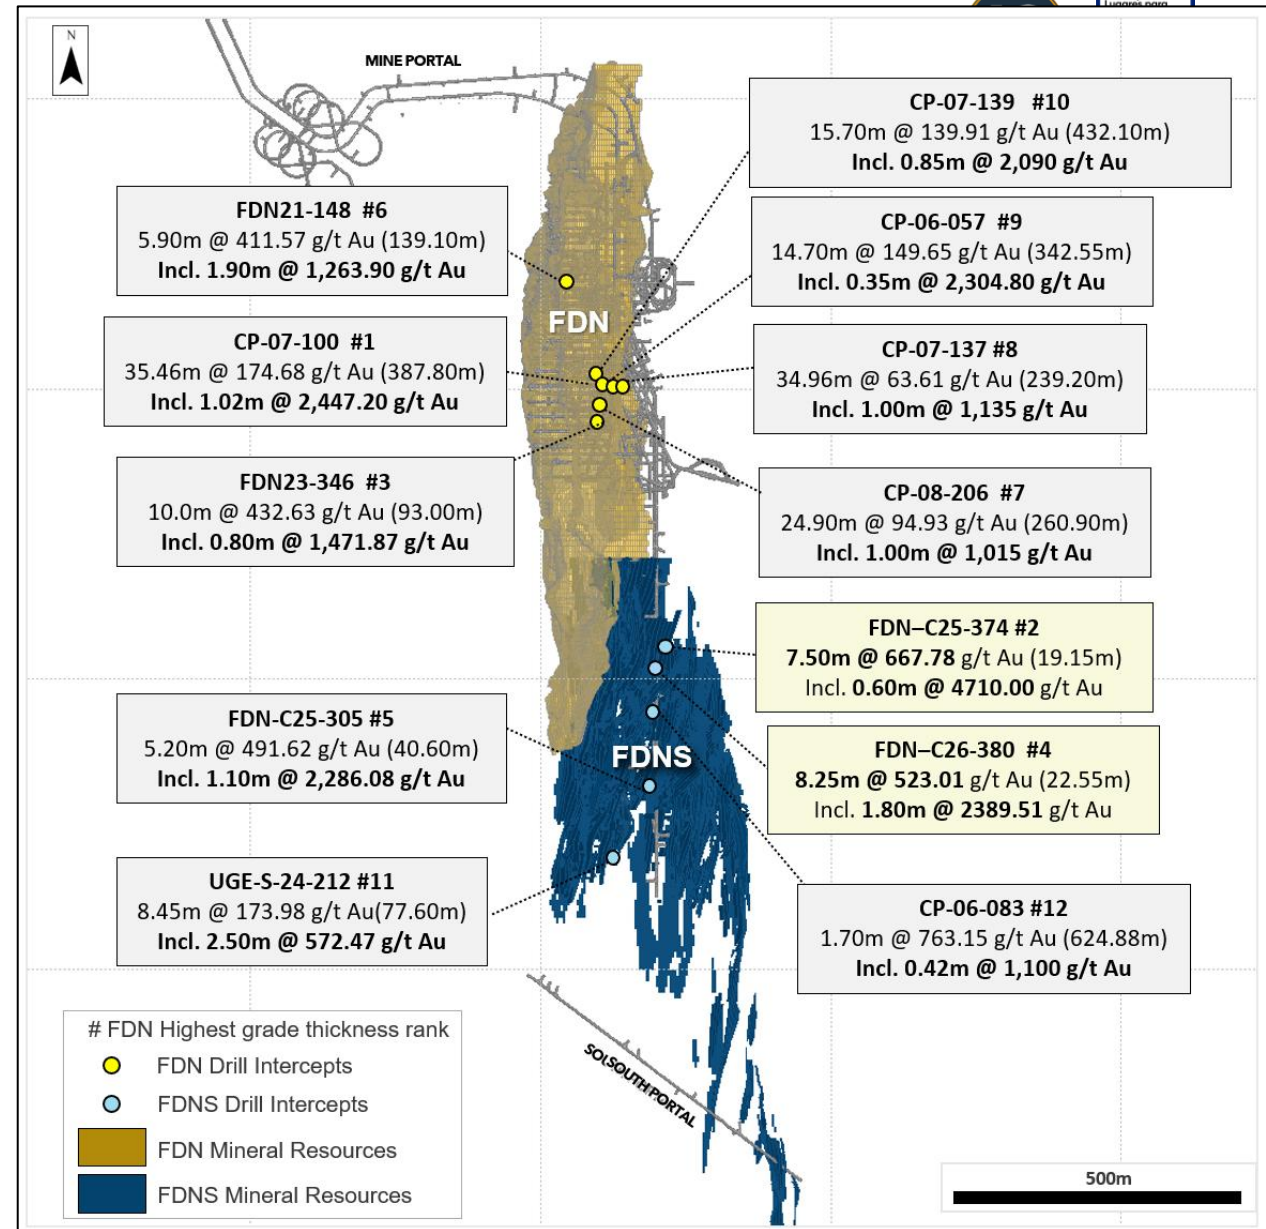 Lugares para
N
MINE PORTAL
CP-07-139 #10
15.70m @ 139.91 g/t Au (432.10m)
Incl. 0.85m @ 2,090 g/t Au
FDN21-148 #6
5.90m @ 411.57 g/t Au (139.10m)
Incl. 1.90m @ 1,263.90 g/t Au
CP-06-057 #9
14.70m @ 149.65 g/t Au (342.55m)
Incl. 0.35m @ 2,304.80 g/t Au
FDN
CP-07-100 #1
35.46m @ 174.68 g/t Au (387.80m)
Incl. 1.02m @ 2,447.20 g/t Au
CP-07-137 #8
34.96m @ 63.61 g/t Au (239.20m)
Incl. 1.00m @ 1,135 g/t Au
FDN23-346 #3
10.0m @ 432.63 g/t Au (93.00m)
Incl. 0.80m @ 1,471.87 g/t Au
CP-08-206 #7
24.90m @ 94.93 g/t Au (260.90m)
Incl. 1.00m @ 1,015 g/t Au
FDN–C25-374 #2
7.50m @ 667.78 g/t Au (19.15m)
Incl. 0.60m @ 4710.00 g/t Au
FDN-C25-305 #5
5.20m @ 491.62 g/t Au (40.60m)
Incl. 1.10m @ 2,286.08 g/t Au
FDNS
FDN–C26-380 #4
8.25m @ 523.01 g/t Au (22.55m)
Incl. 1.80m @ 2389.51 g/t Au
UGE-S-24-212 #11
8.45m @ 173.98 g/t Au(77.60m)
Incl. 2.50m @ 572.47 g/t Au
CP-06-083 #12
1.70m @ 763.15 g/t Au (624.88m)
Incl. 0.42m @ 1,100 g/t Au
SOUTH PORTAL
# FDN Highest grade thickness rank
FDN Drill Intercepts
FDNS Drill Intercepts
FDN Mineral Resources
FDNS Mineral Resources
500m